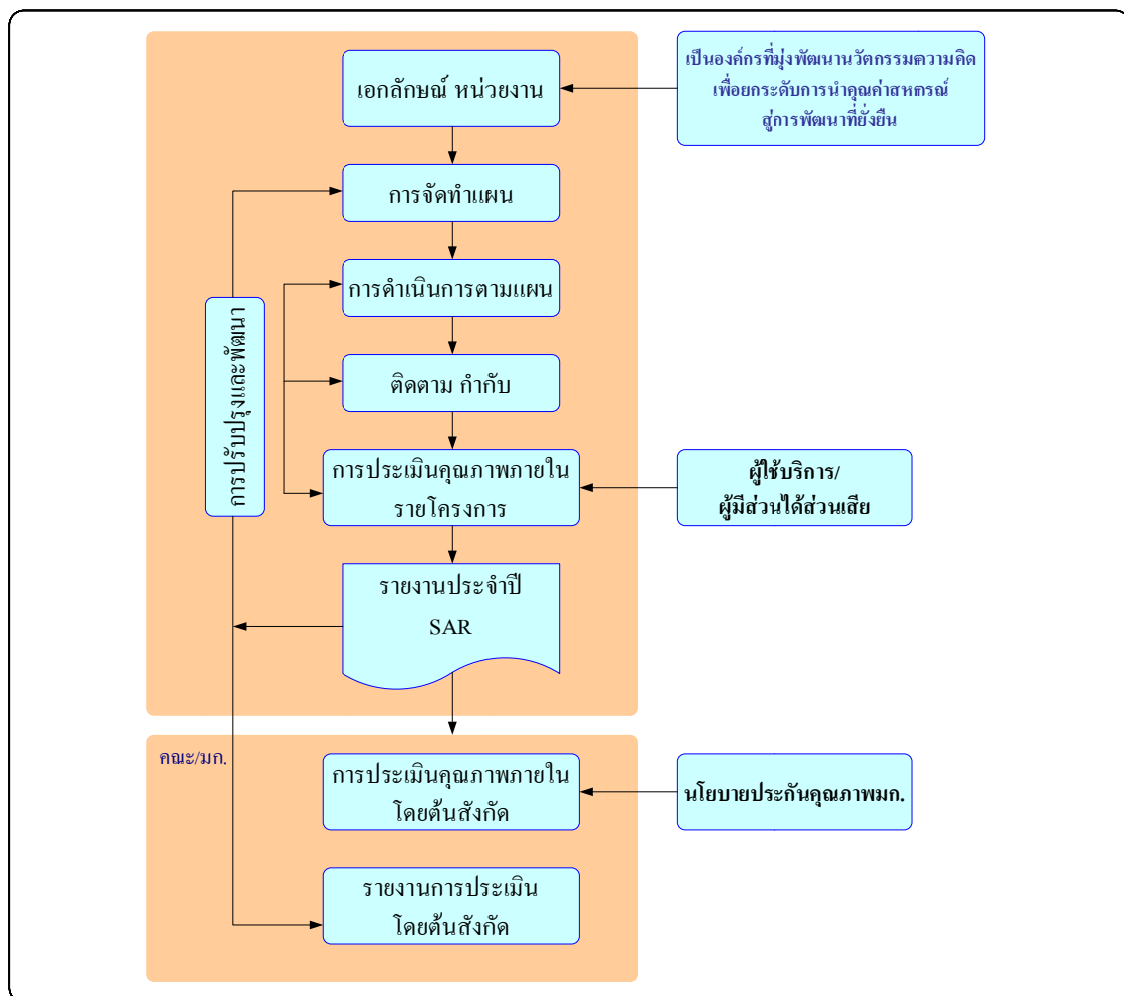 เอกลักษณ์ หน่วยงาน
เป็นองค์กรที่มุ่งพัฒนานวัตกรรมความคิด
เพื่อยกระดับการนำคุณค่าสหกรณ์
สู่การพัฒนาที่ยั่งยืน
การจัดทำแผน
การดำเนินการตามแผน
การปรับปรุงและพัฒนา
ติดตาม กำกับ
การประเมินคุณภาพภายใน
รายโครงการ
ผู้ใช้บริการ/
ผู้มีส่วนได้ส่วนเสีย
รายงานประจำปี
SAR
คณะ/มก.
การประเมินคุณภาพภายใน
โดยต้นสังกัด
นโยบายประกันคุณภาพมก.
รายงานการประเมิน
โดยต้นสังกัด